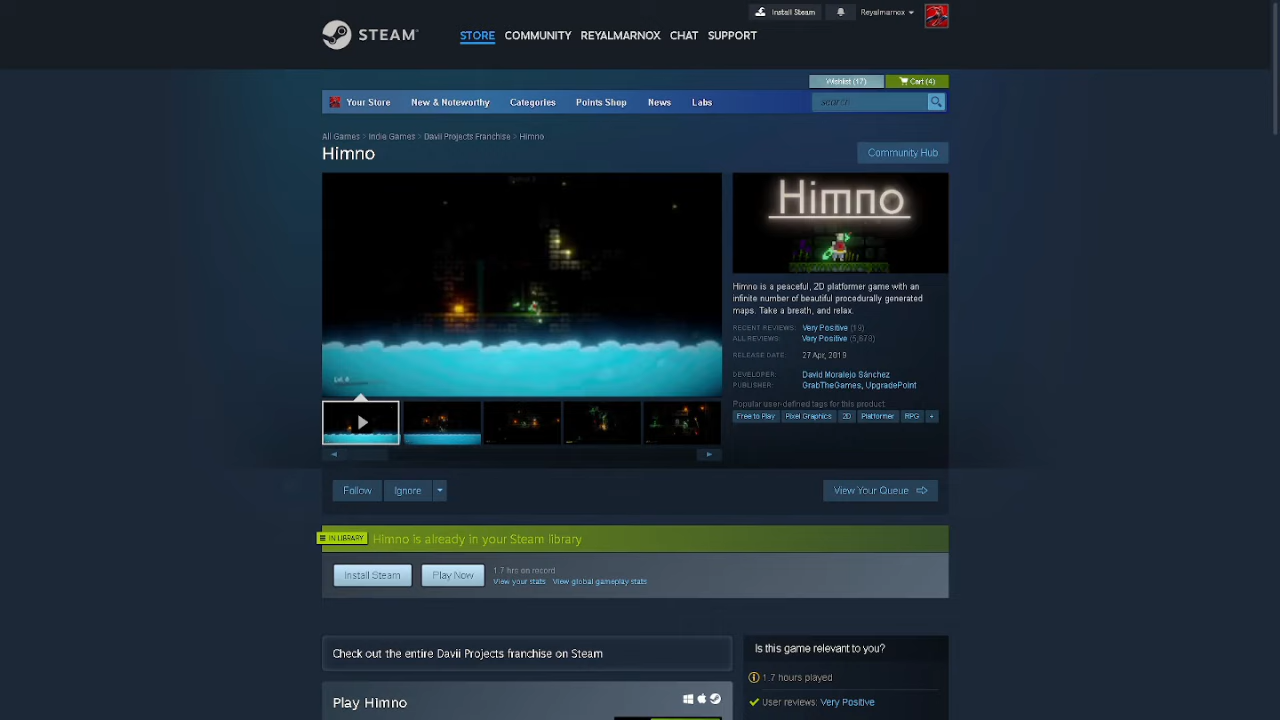 Install Steam
Reyalmarnox
STEAM
STORE COMMUNITY REYALMARNOX CHAT SUPPORT
Wishlist (17) Cart (4)
Your Store New & Noteworthy Categories Points Shop News Labs search
All Games > Indie Games > Davii Projects Franchise > Himno
Himno
Community Hub
Himno
Himno is a peaceful, 2D platformer game with an
infinite number of beautiful procedurally generated
maps. Take a breath, and relax.
RECENT REVIEWS: Very Positive (19)
ALL REVIEWS: Very Positive (5,870)
RELEASE DATE: 27 Apr, 2019
DEVELOPER: David Moralejo Sánchez
PUBLISHER: GrabTheGames, UpgradePoint
Popular user-defined tags for this product
Free to Play Pixel Graphics 2D Platformer RPG +
Follow Ignore View Your Queue
IN LIBRARY Himno is already in your Steam library
Install Steam Play Now
1.7 hrs on record
View your stats View global gameplay stats
Check out the entire Davii Projects franchise on Steam
Is this game relevant to you?
1.7 hours played
User reviews: Very Positive
Play Himno